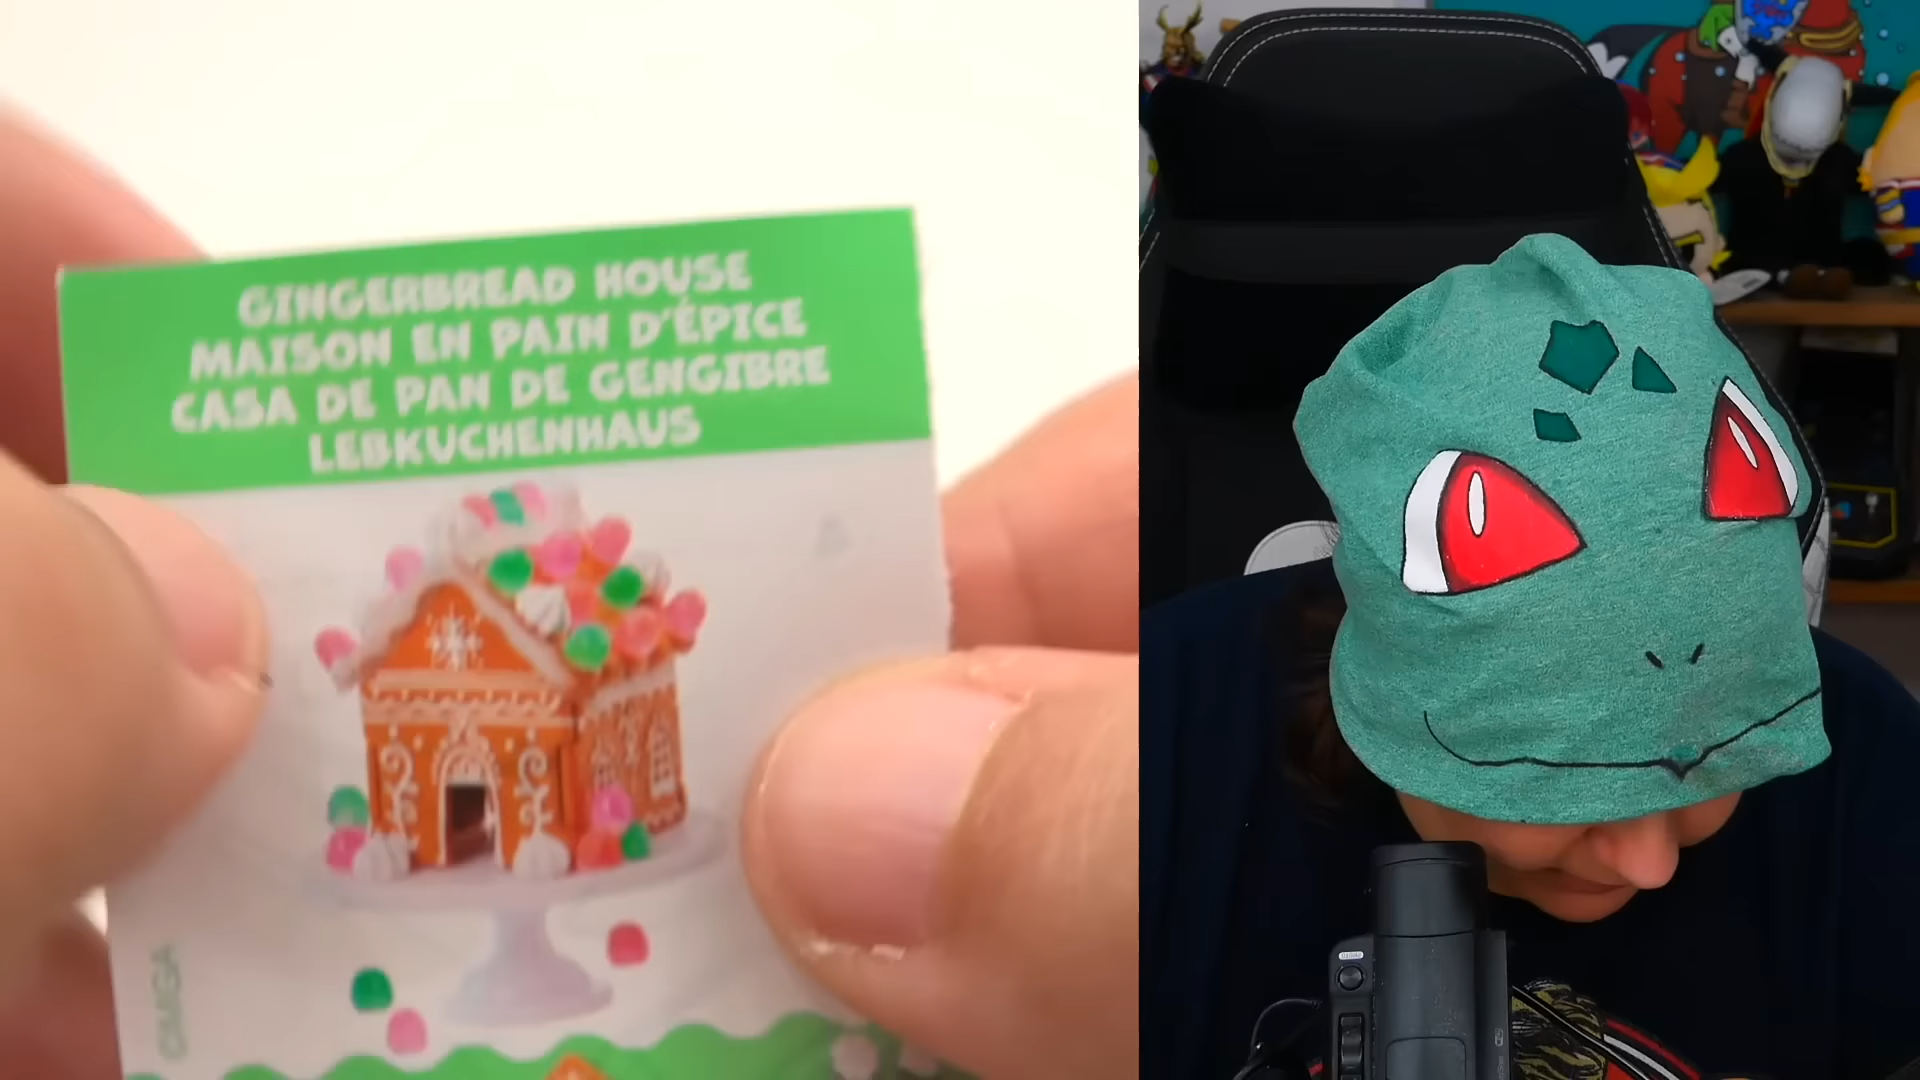 GINGERBREAD HOUSE
MAISON EN PAIN D'ÉPICE
CASA DE PAN DE GENGIBRE
LEBKUCHENHAUS